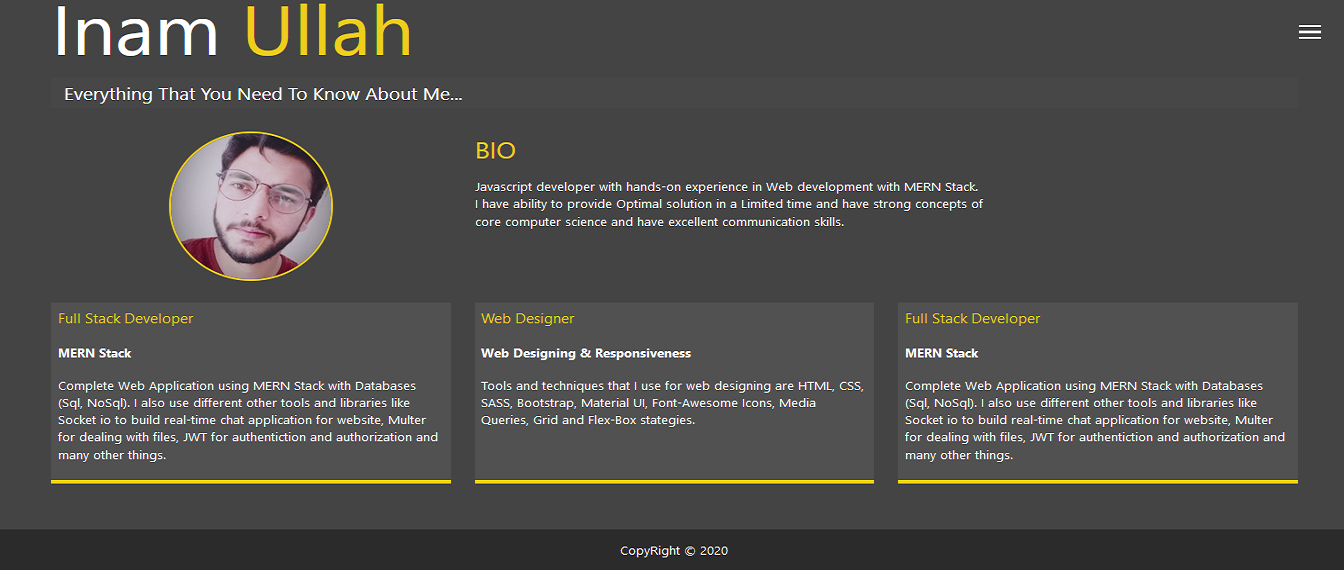 Inam Ullah
Everything That You Need To Know About Me...
BIO
Javascript developer with hands-on experience in Web development with MERN Stack.
I have ability to provide Optimal solution in a Limited time and have strong concepts of
core computer science and have excellent communication skills.
Full Stack Developer
MERN Stack
Complete Web Application using MERN Stack with Databases
(Sql, NoSql). I also use different other tools and libraries like
Socket io to build real-time chat application for website, Multer
for dealing with files, JWT for authentiction and authorization and
many other things.
Web Designer
Web Designing & Responsiveness
Tools and techniques that I use for web designing are HTML, CSS,
SASS, Bootstrap, Material UI, Font-Awesome Icons, Media
Queries, Grid and Flex-Box stategies.
Full Stack Developer
MERN Stack
Complete Web Application using MERN Stack with Databases
(Sql, NoSql). I also use different other tools and libraries like
Socket io to build real-time chat application for website, Multer
for dealing with files, JWT for authentiction and authorization and
many other things.
CopyRight © 2020